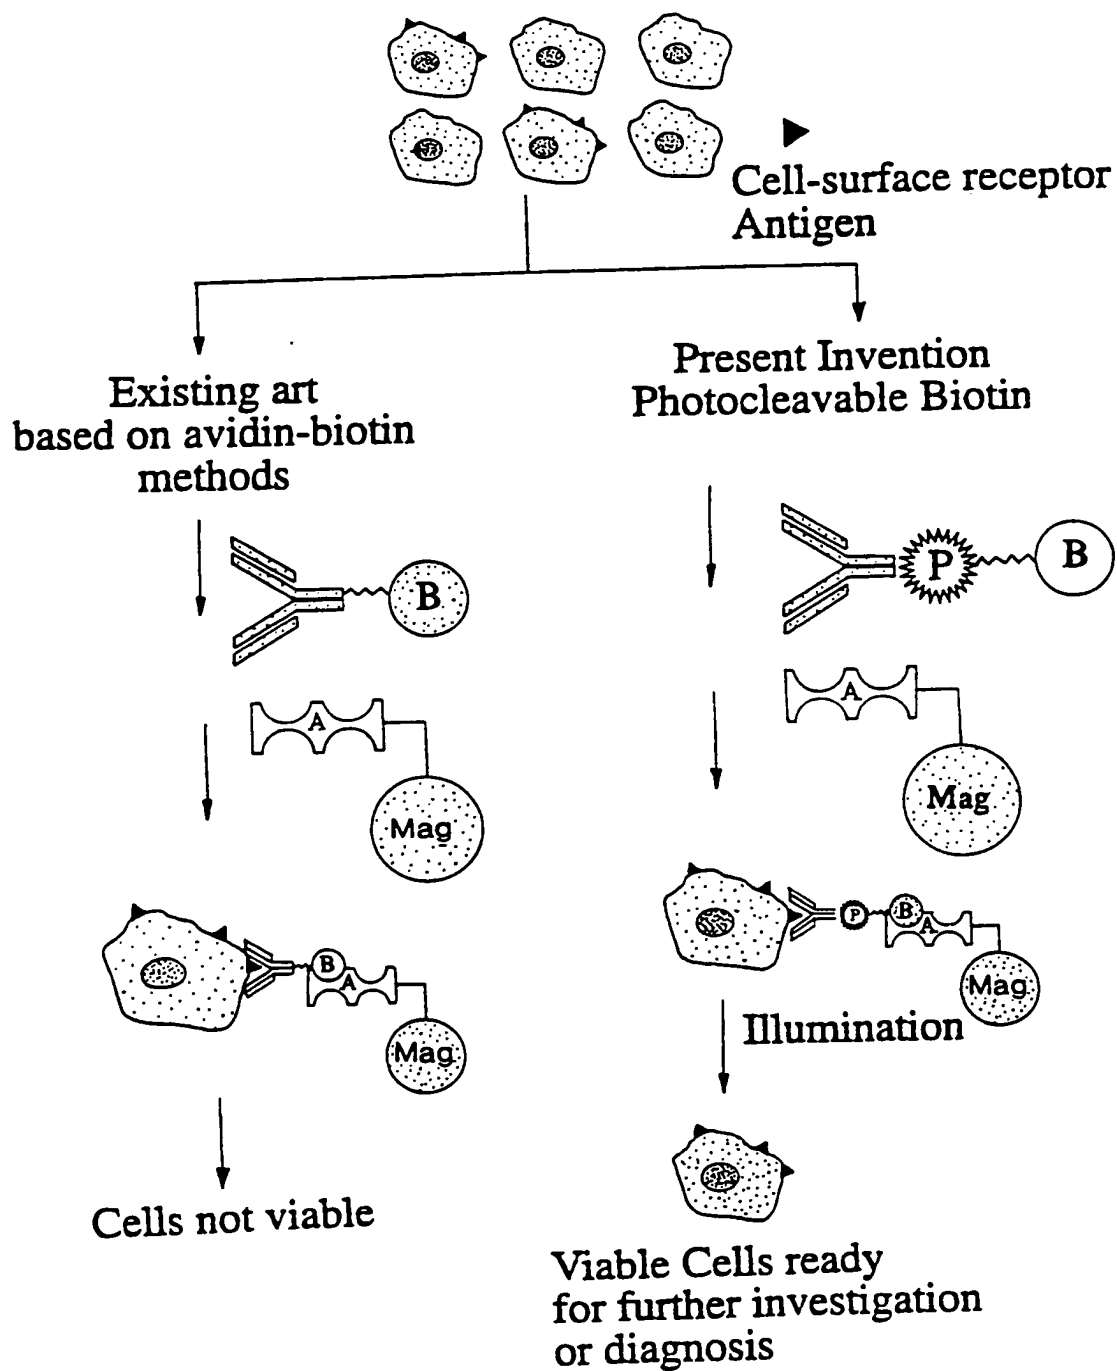 Cell-surface receptor
Antigen
Existing art
based on avidin-biotin
methods
Present Invention
Photocleavable Biotin
B
P
B
A
Mag
A
Mag
B
A
Mag
P
B
A
Mag
Illumination
Cells not viable
Viable Cells ready
for further investigation
or diagnosis